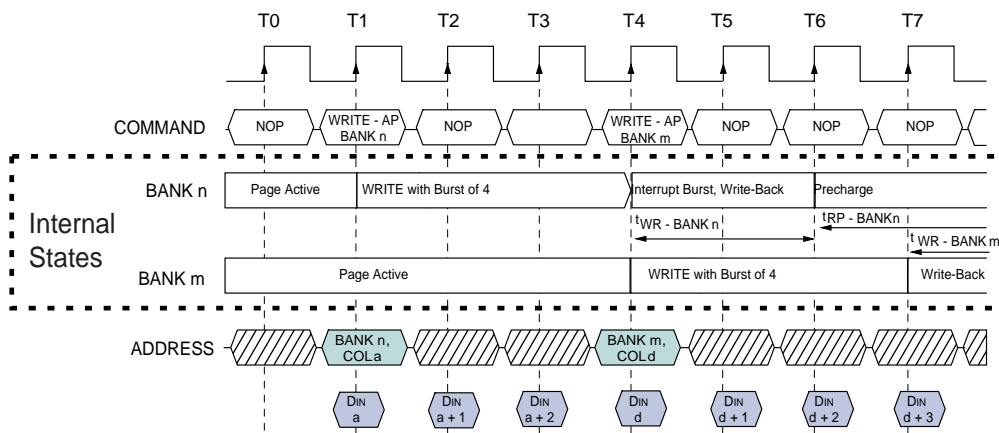 T0 T1 T2 T3 T4 T5 T6 T7
COMMAND NOP WRITE - AP BANK n NOP WRITE - AP BANK m NOP NOP NOP
Internal States
BANK n Page Active WRITE with Burst of 4 Interrupt Burst, Write-Back Precharge
tWR - BANK n tRP - BANK n
t WR - BANK m
BANK m Page Active WRITE with Burst of 4 Write-Back
ADDRESS BANK n, COL a BANK m, COL d
DIN a DIN a + 1 DIN a + 2 DIN d DIN d + 1 DIN d + 2 DIN d + 3